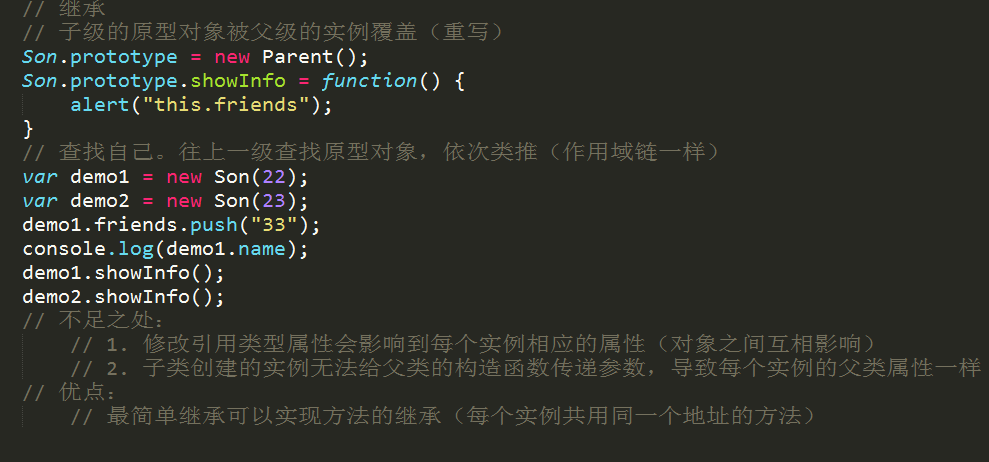 // 继承
// 子级的原型对象被父级的实例覆盖（重写）
Son.prototype = new Parent();
Son.prototype.showInfo = function() {
    alert("this.friends");
}
// 查找自己。往上一级查找原型对象，依次类推（作用域链一样）
var demo1 = new Son(22);
var demo2 = new Son(23);
demo1.friends.push("33");
console.log(demo1.name);
demo1.showInfo();
demo2.showInfo();
// 不足之处：
    // 1. 修改引用类型属性会影响到每个实例相应的属性（对象之间互相影响）
    // 2. 子类创建的实例无法给父类的构造函数传递参数，导致每个实例的父类属性一样
// 优点：
    // 最简单继承可以实现方法的继承（每个实例共用同一个地址的方法）